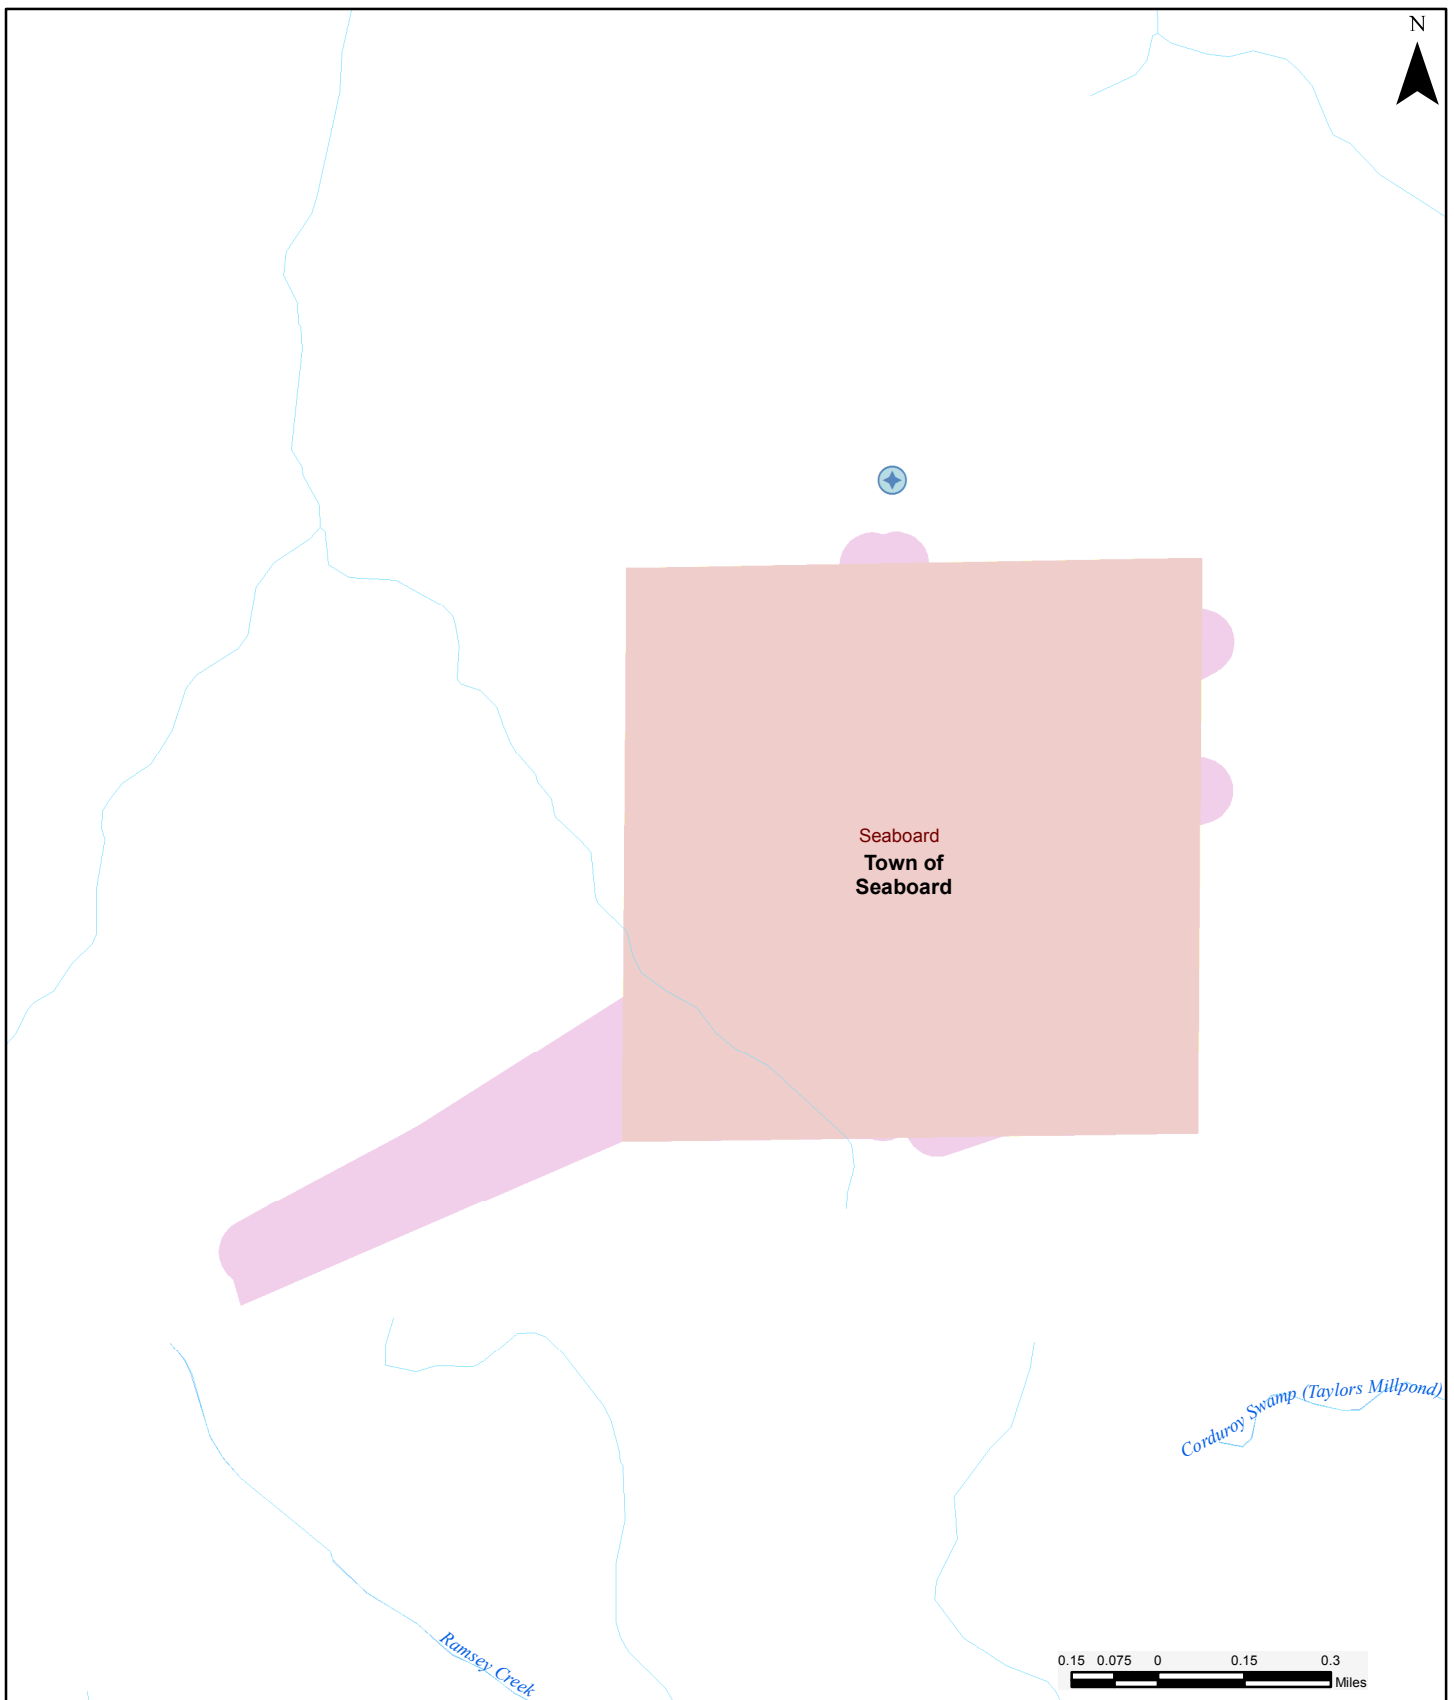 N
Seaboard
Town of
Seaboard
Corduroy Swamp (Taylors Millpond)
Ramsey Creek
0.15 0.075 0 0.15 0.3
Miles